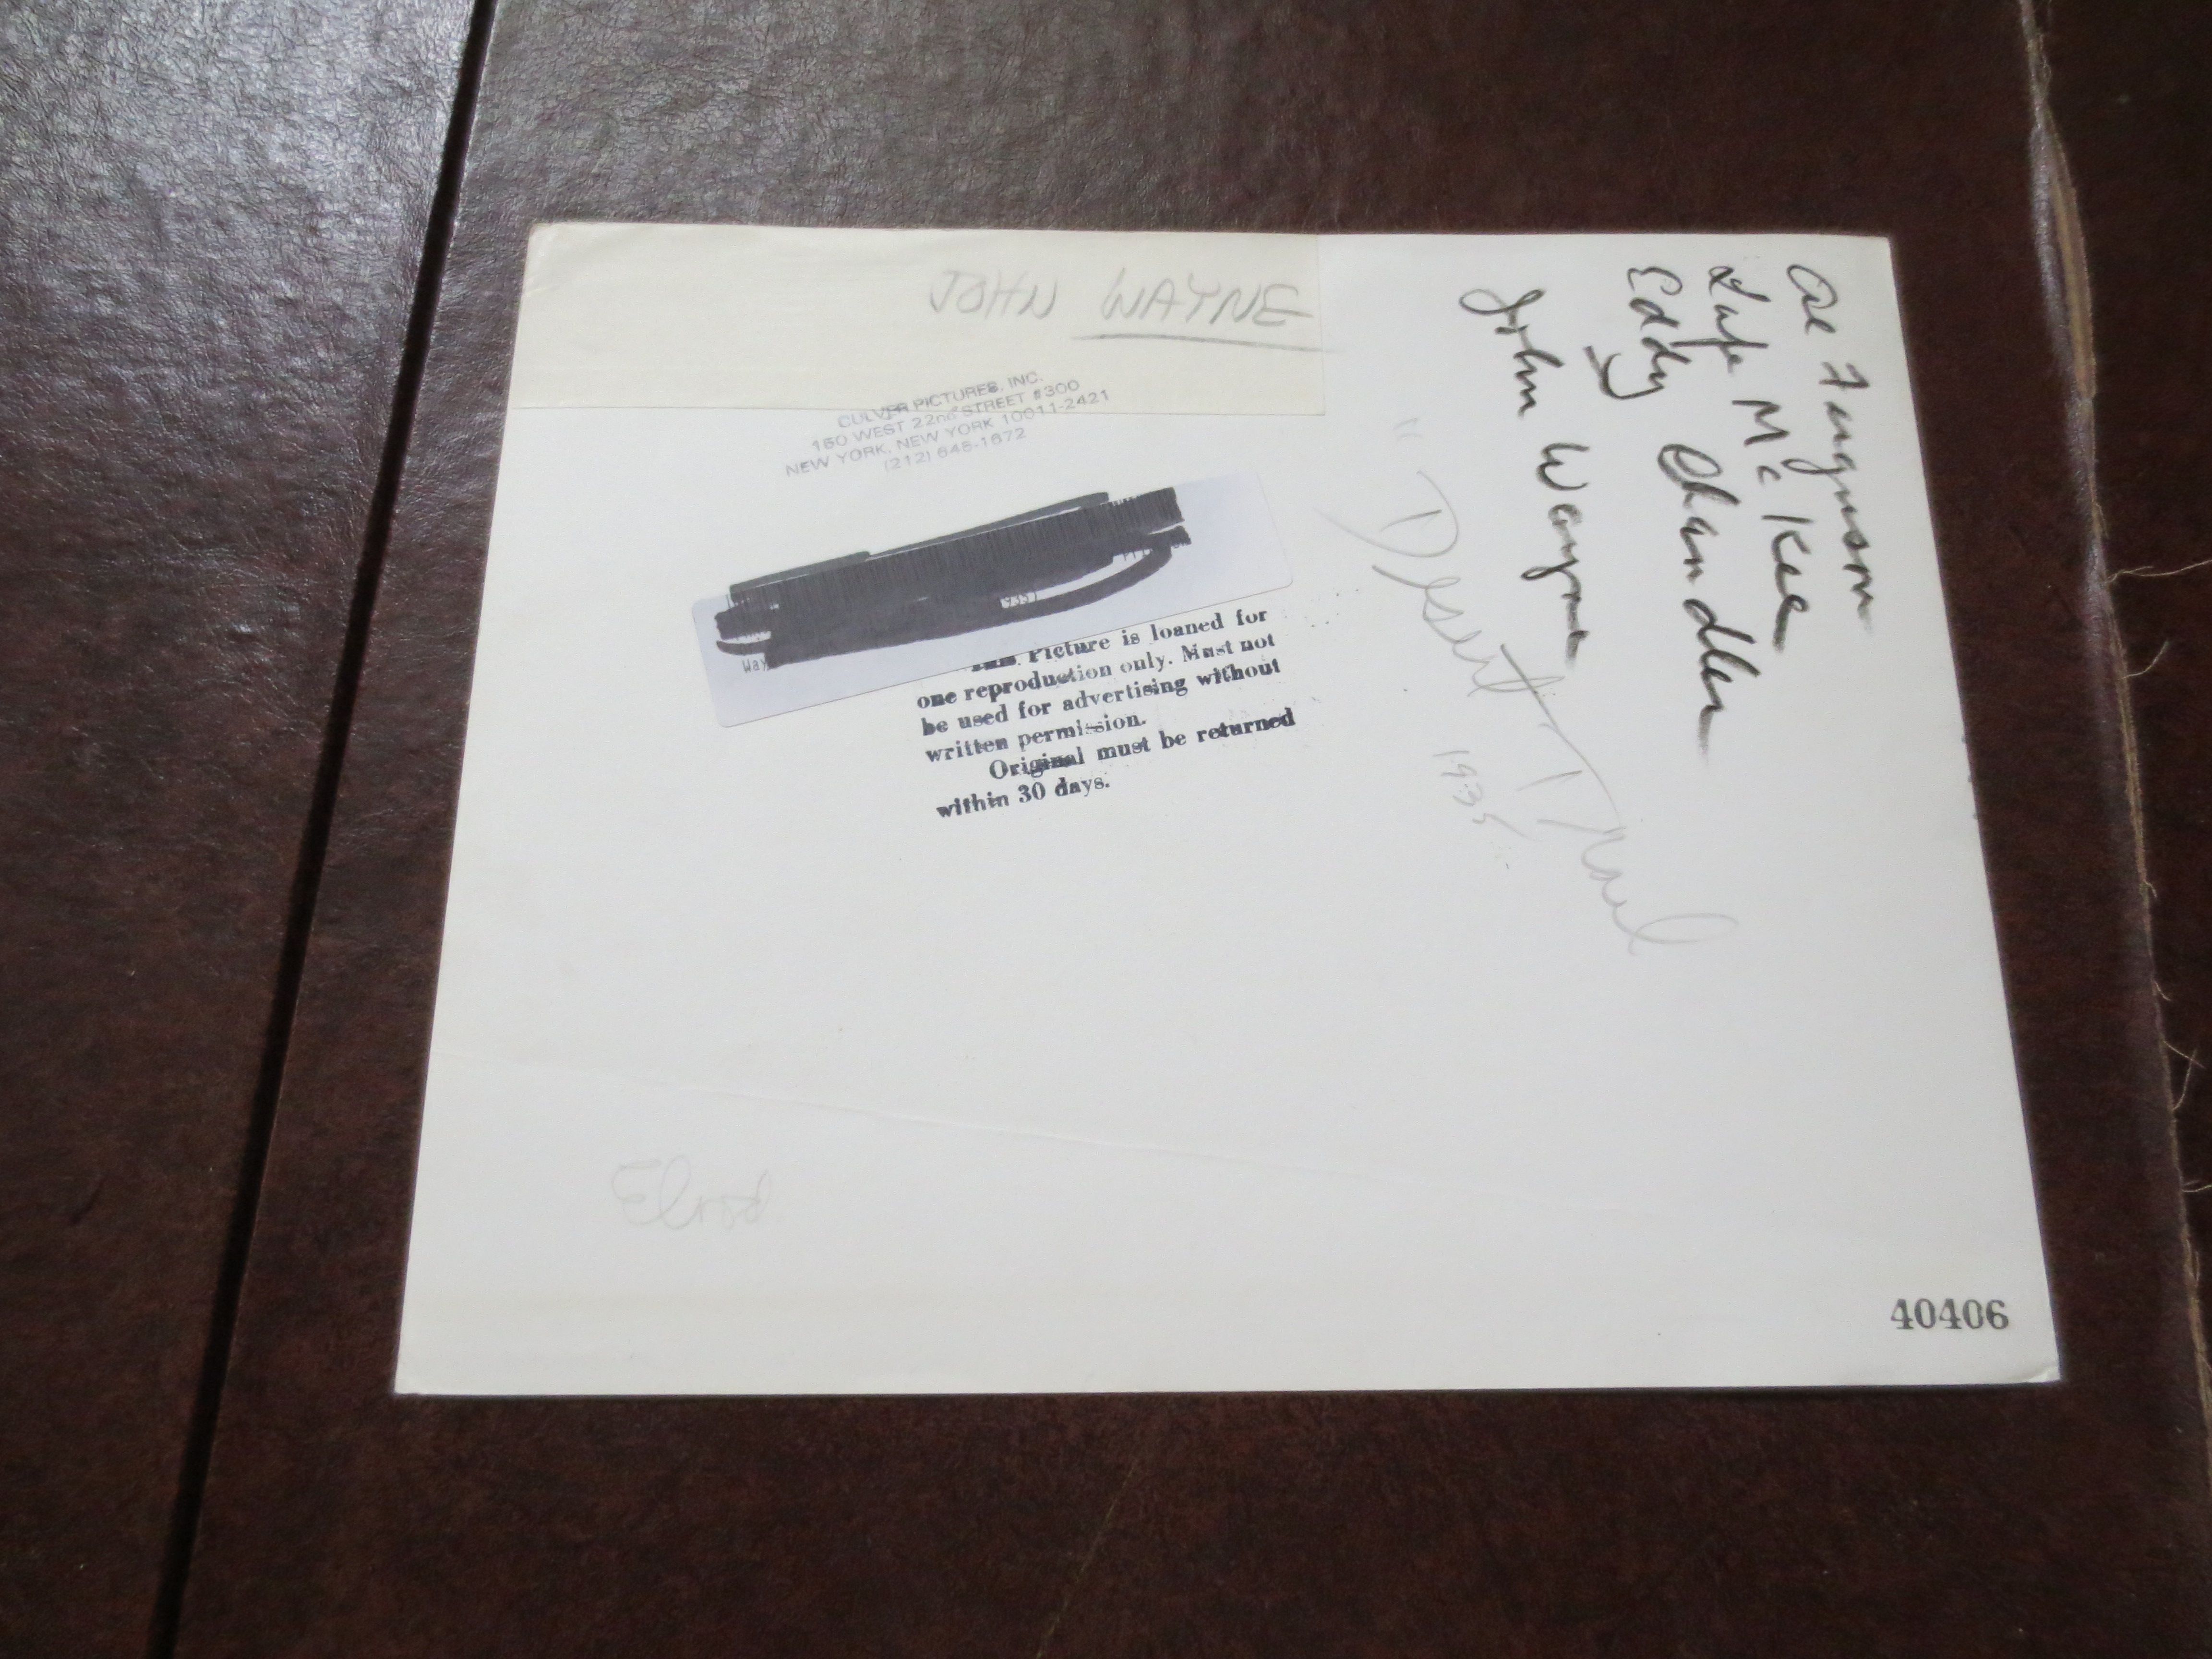 JOHN WAYNE
CULVER PICTURES, INC.
150 WEST 22nd STREET #300
NEW YORK, NEW YORK 10011-2421
(212) 645-1672
Way
Picture is loaned for
one reproduction only. Must not
be used for advertising without
written permission.
Original must be returned
within 30 days.
Al Ferguson
Lafe McKee
Eddy Chandler
John Wayne
"Desert Trail
1935
Elrod
40406